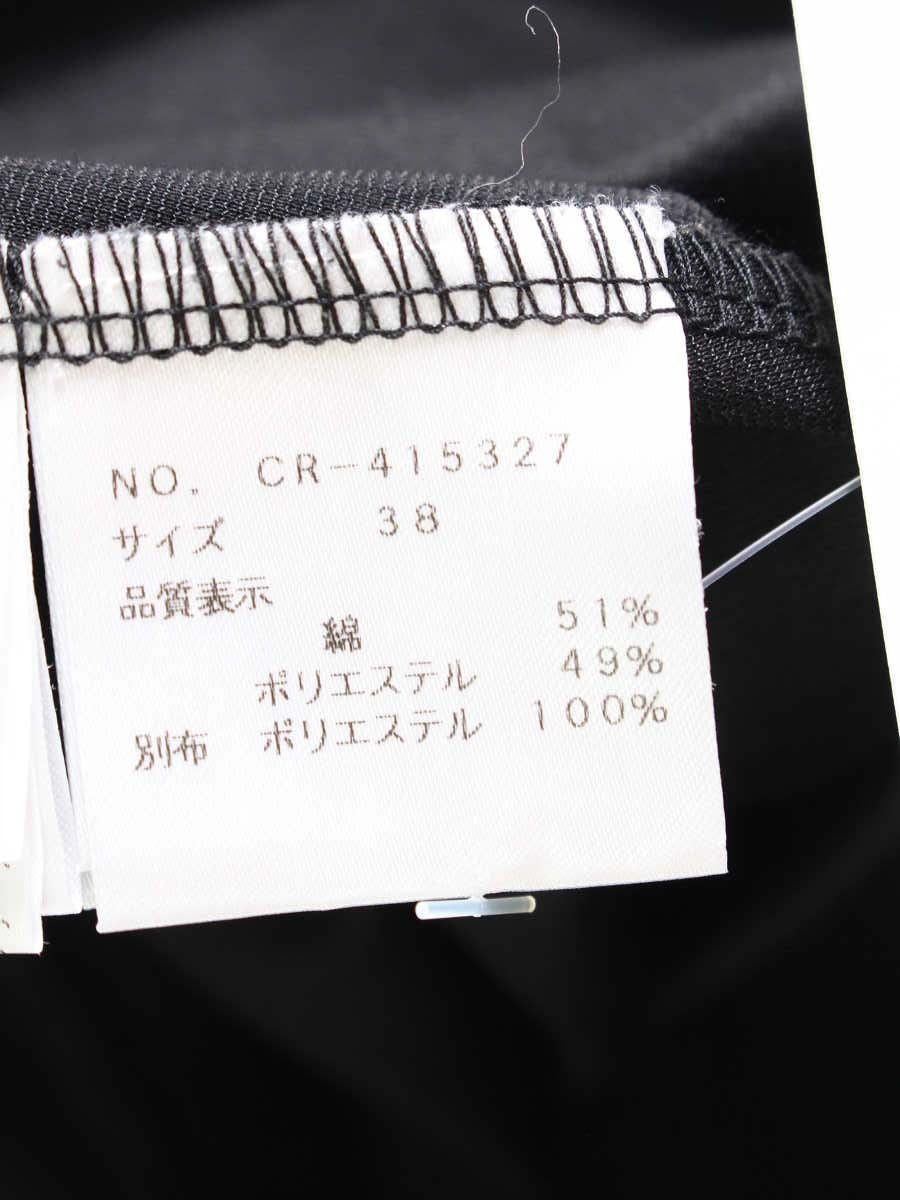 NO. CR-415327
サイズ 38
品質表示
綿 51%
ポリエステル 49%
別布 ポリエステル 100%